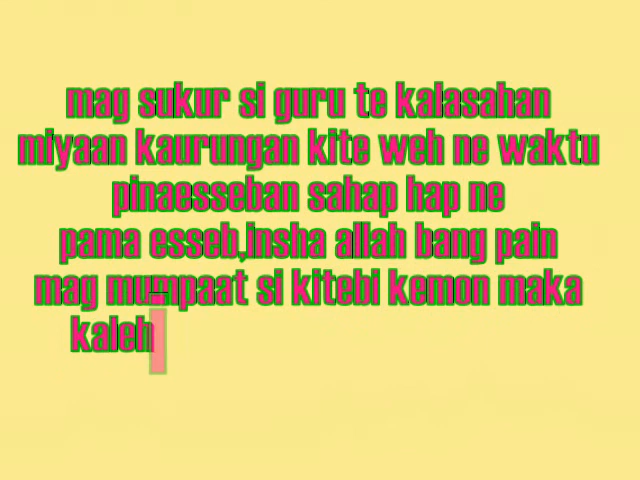 mag sukur si guru te kalasahan
miyaan kaurungan kite weh ne waktu
pinaesseban sahap hap ne
pama esseb,insha allah bang pain
mag mumpaat si kitebi kemon maka
kaleh